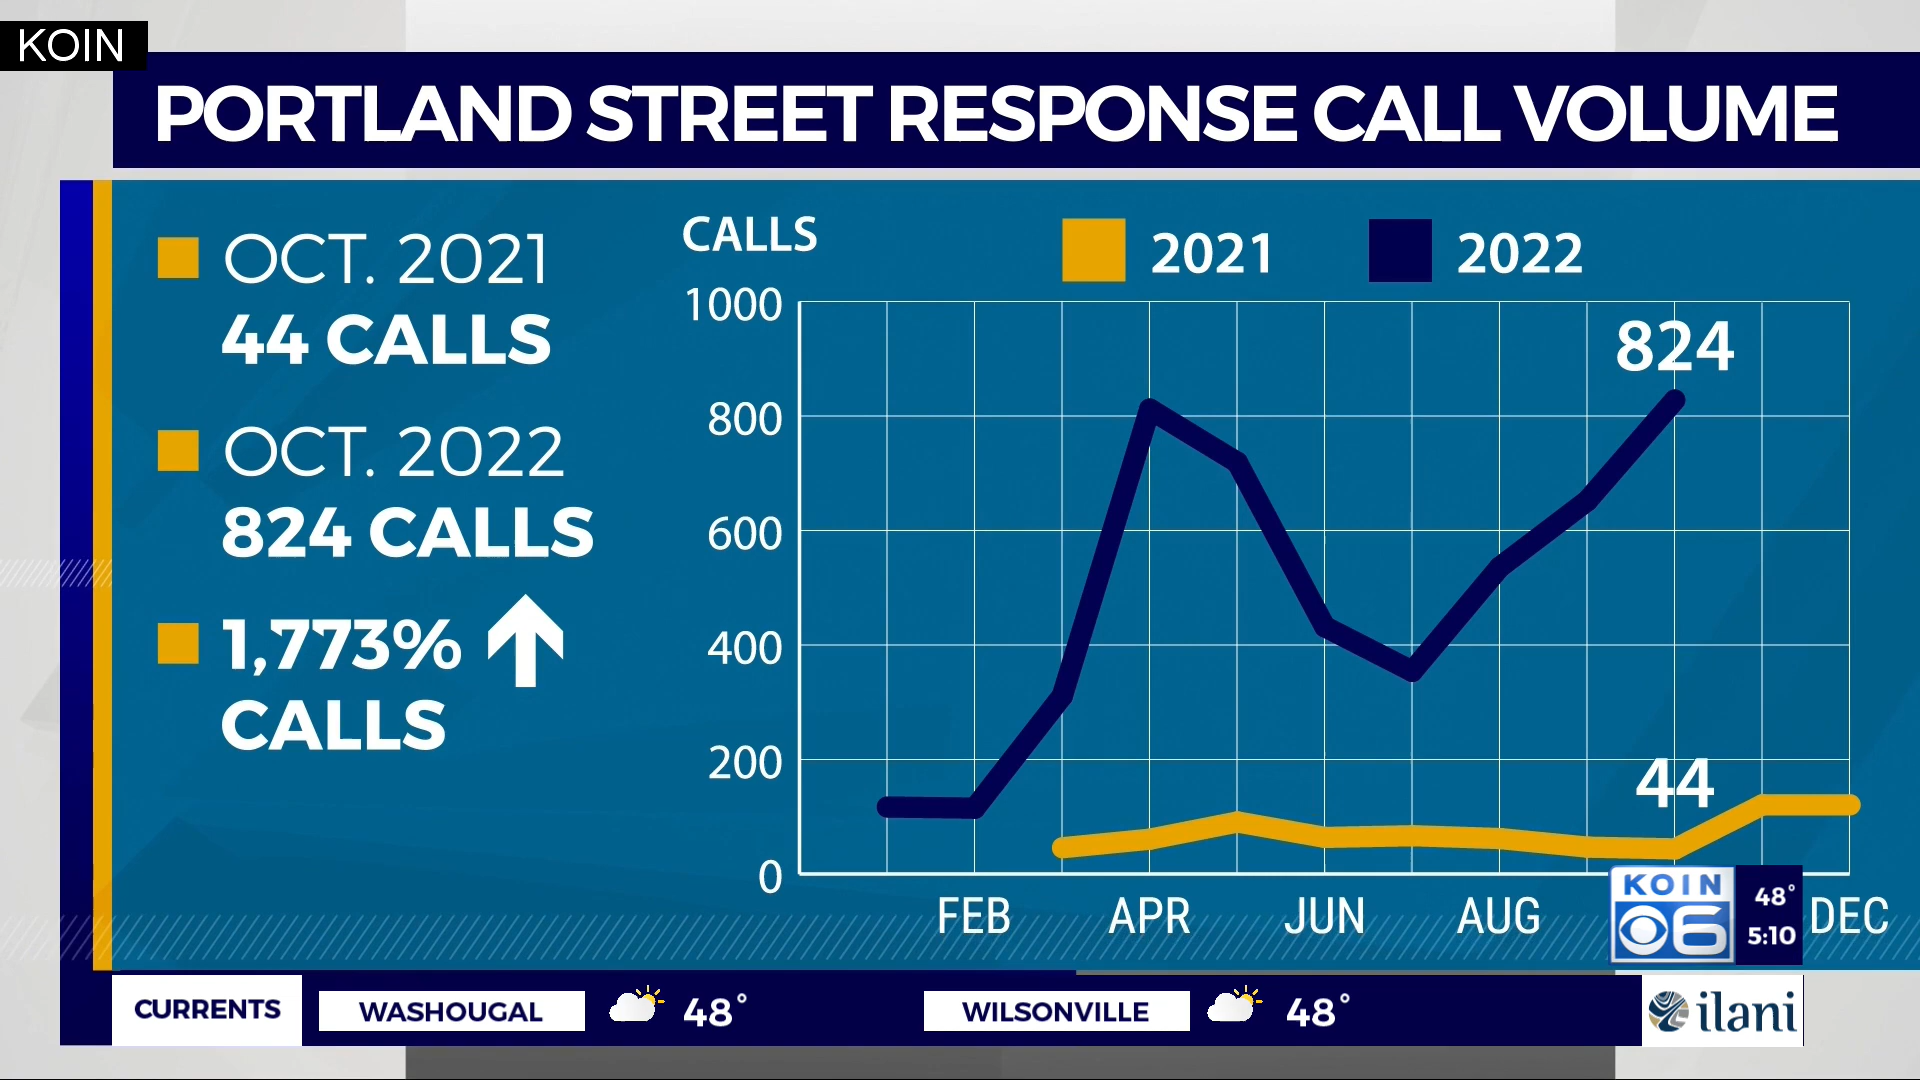 KOIN
PORTLAND STREET RESPONSE CALL VOLUME
OCT. 2021
44 CALLS
OCT. 2022
824 CALLS
1,773%
CALLS
CALLS
2021
2022
1000
800
600
400
200
0
824
44
FEB
APR
JUN
AUG
DEC
KOIN
6
48°
5:10
CURRENTS
WASHOUGAL
48°
WILSONVILLE
48°
ilani